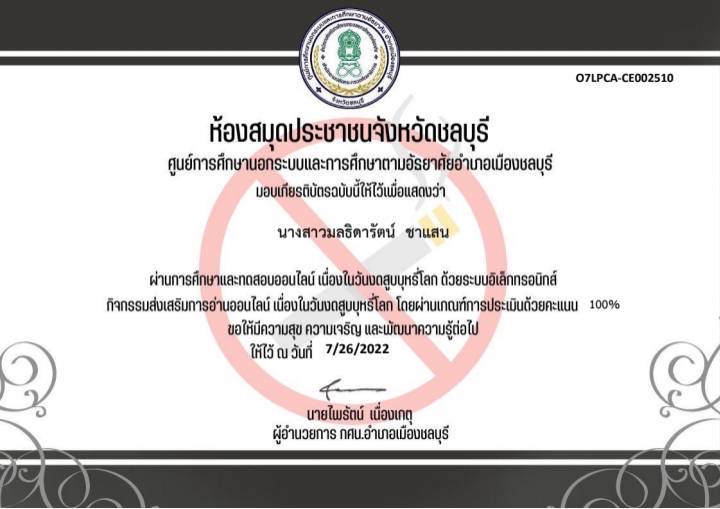 จังหวัดชลบุรี
O7LPCA-CE002510
ห้องสมุดประชาชนจังหวัดชลบุรี
ศูนย์การศึกษานอกระบบและการศึกษาตามอัธยาศัยอำเภอเมืองชลบุรี
มอบเกียรติบัตรฉบับนี้ให้ไว้เพื่อแสดงว่า
นางสาวมลธิดารัตน์ ชาแสน
ผ่านการศึกษาและทดสอบออนไลน์ เนื่องในวันงดสูบบุหรี่โลก ด้วยระบบอิเล็กทรอนิกส์
กิจกรรมส่งเสริมการอ่านออนไลน์ เนื่องในวันงดสูบบุหรี่โลก โดยผ่านเกณฑ์การประเมินด้วยคะแนน 100%
ขอให้มีความสุข ความเจริญ และพัฒนาความรู้ต่อไป
ให้ไว้ ณ วันที่ 7/26/2022
นายไพรัตน์ เนื่องเกตุ
ผู้อำนวยการ กศน.อำเภอเมืองชลบุรี